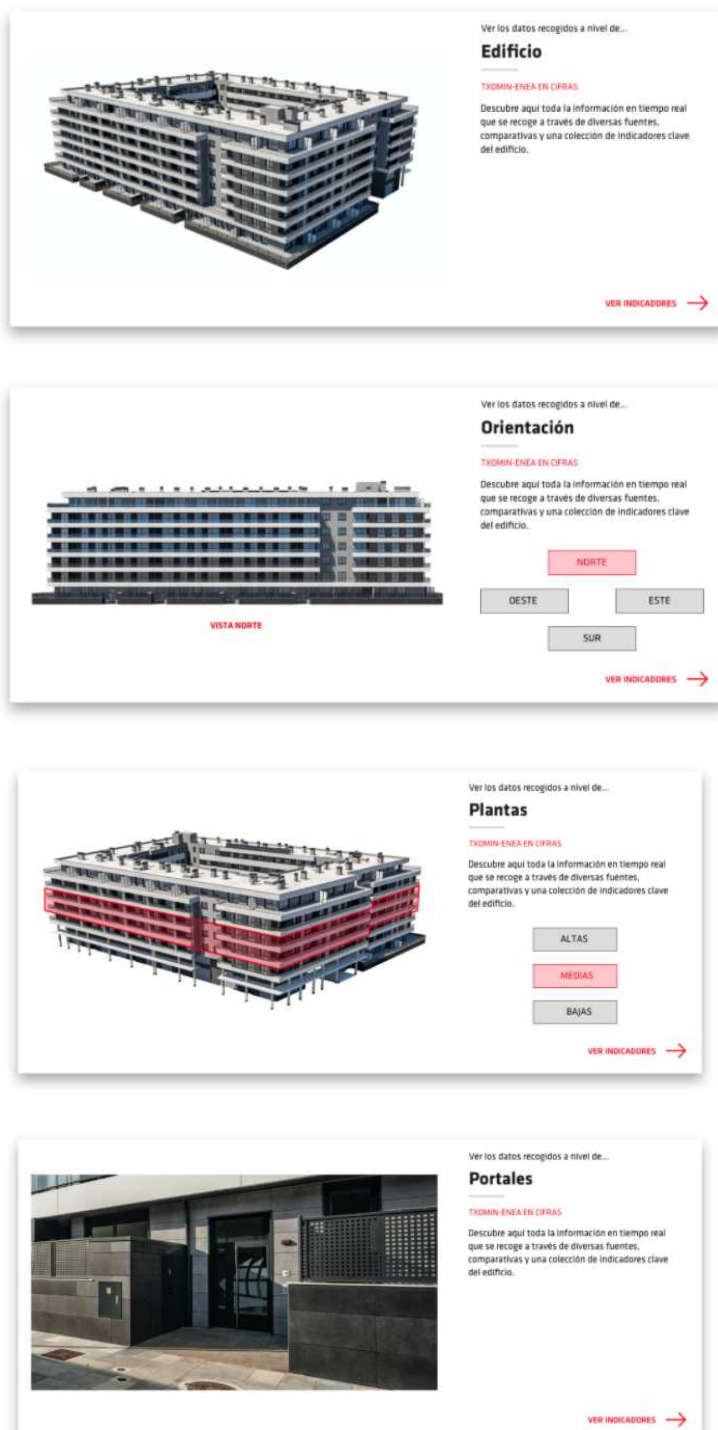 Ver los datos recogidos a nivel de...
Edificio
TXOMIN-ENEA EN CIFRAS
Descubre aquí toda la información en tiempo real
que se recoge a través de diversas fuentes,
comparativas y una colección de indicadores clave
del edificio.
VER INDICADORES
Ver los datos recogidos a nivel de...
Orientación
TXOMIN-ENEA EN CIFRAS
Descubre aquí toda la información en tiempo real
que se recoge a través de diversas fuentes,
comparativas y una colección de indicadores clave
del edificio.
NORTE
OESTE
ESTE
SUR
VISTA NORTE
VER INDICADORES
Ver los datos recogidos a nivel de...
Plantas
TXOMIN-ENEA EN CIFRAS
Descubre aquí toda la información en tiempo real
que se recoge a través de diversas fuentes,
comparativas y una colección de indicadores clave
del edificio.
ALTAS
MEDIAS
BAJAS
VER INDICADORES
Ver los datos recogidos a nivel de...
Portales
TXOMIN-ENEA EN CIFRAS
Descubre aquí toda la información en tiempo real
que se recoge a través de diversas fuentes,
comparativas y una colección de indicadores clave
del edificio.
VER INDICADORES